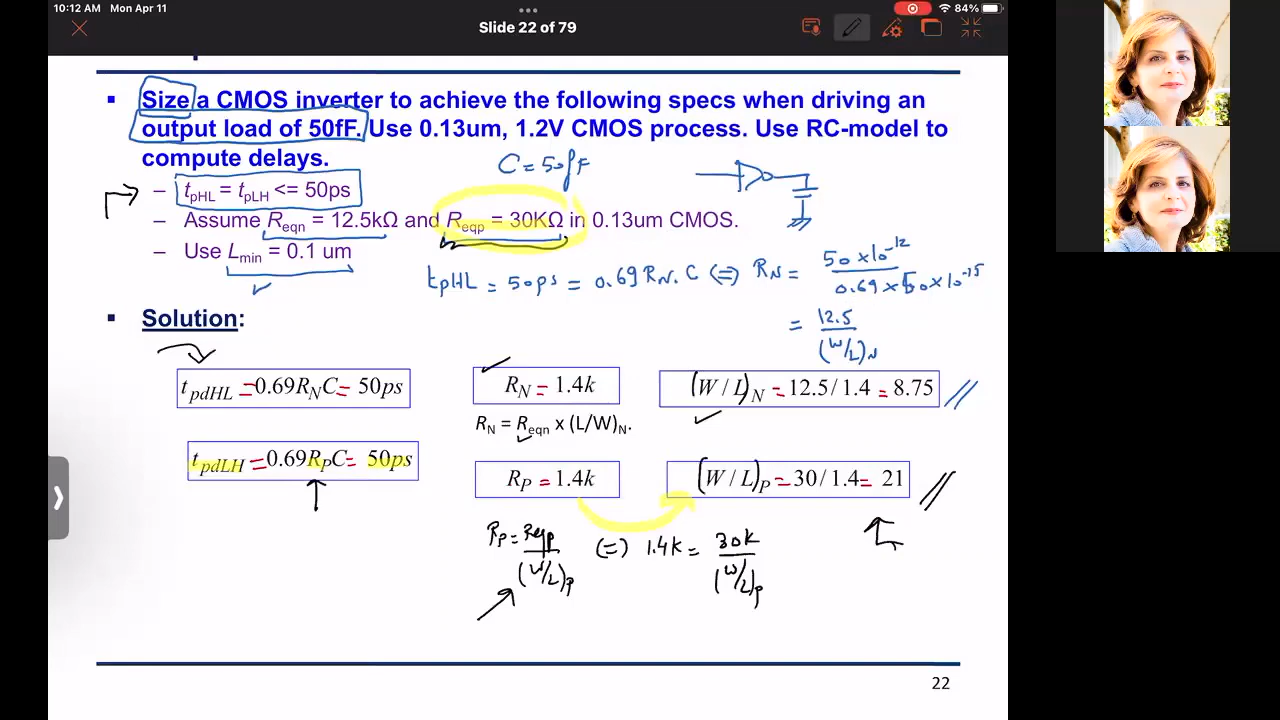 10:12 AM Mon Apr 11
84%
Slide 22 of 79
▪ Size a CMOS inverter to achieve the following specs when driving an
output load of 50fF. Use 0.13um, 1.2V CMOS process. Use RC-model to
compute delays.
C = 50fF
– tpHL = tpLH <= 50ps
– Assume Reqn = 12.5kΩ and Reqp = 30KΩ in 0.13um CMOS.
– Use Lmin = 0.1 um
tpHL = 50ps = 0.69 RN. C (=) RN = 50 x 10^-12 / 0.69 x 50 x 10^-15
= 12.5 / (W/L)N
▪ Solution:
tpdHL = 0.69RNC = 50ps
RN = 1.4k
(W / L)N = 12.5/1.4 = 8.75 //
RN = Reqn x (L/W)N.
tpdLH = 0.69RPC = 50ps
RP = 1.4k
(W / L)P = 30/1.4 = 21 //
RP = Reqp / (W/L)P (=) 1.4K = 30K / (W/L)P
22